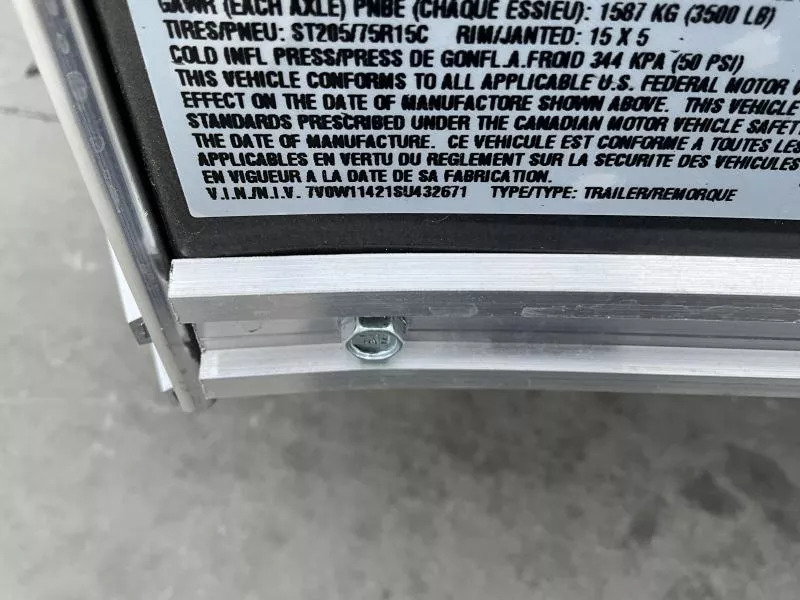 GAWR (EACH AXLE) PNBE (CHAQUE ESSIEU): 1587 KG (3500 LB)
TIRES/PNEU: ST205/75R15C RIM/JANTED: 15 X 5
COLD INFL PRESS/PRESS DE GONFL.A.FROID 344 KPA (50 PSI)
THIS VEHICLE CONFORMS TO ALL APPLICABLE U.S. FEDERAL MOTOR V
EFFECT ON THE DATE OF MANUFACTORE SHOWN ABOVE. THIS VEHICLE
STANDARDS PRESCRIBED UNDER THE CANADIAN MOTOR VEHICLE SAFET
THE DATE OF MANUFACTURE. CE VEHICULE EST CONFORME A TOUTES LES
APPLICABLES EN VERTU DU REGLEMENT SUR LA SECURITE DES VEHICULES
EN VIGUEUR A LA DATE DE SA FABRICATION.
V.I.N./N.I.V. 7V0W11421SU432671 TYPE/TYPE: TRAILER/REMORQUE